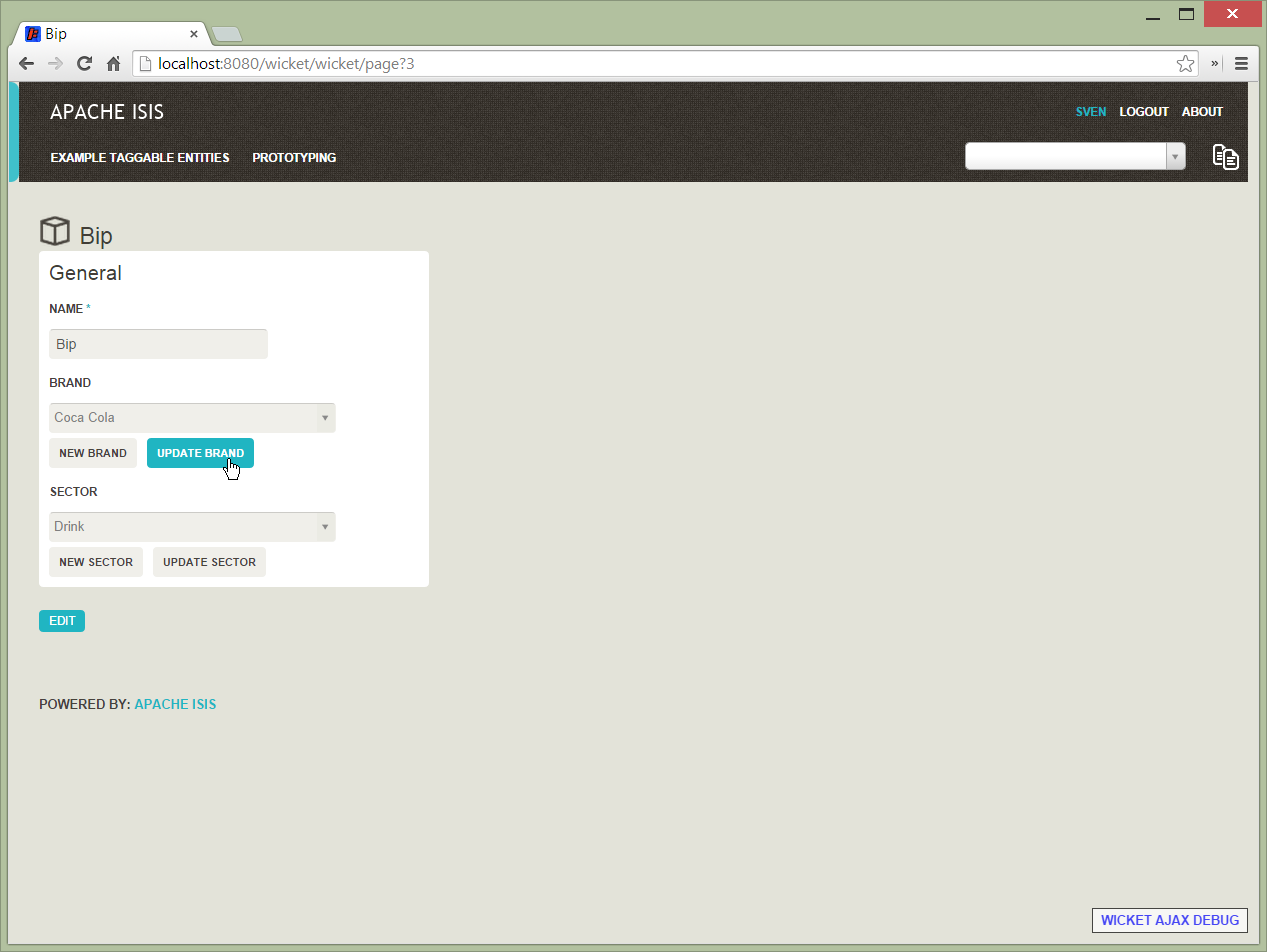 Bip
localhost:8080/wicket/wicket/page?3
»
APACHE ISIS
SVEN LOGOUT ABOUT
EXAMPLE TAGGABLE ENTITIES PROTOTYPING
Bip
General
NAME *
Bip
BRAND
Coca Cola
NEW BRAND UPDATE BRAND
SECTOR
Drink
NEW SECTOR UPDATE SECTOR
EDIT
POWERED BY: APACHE ISIS
WICKET AJAX DEBUG